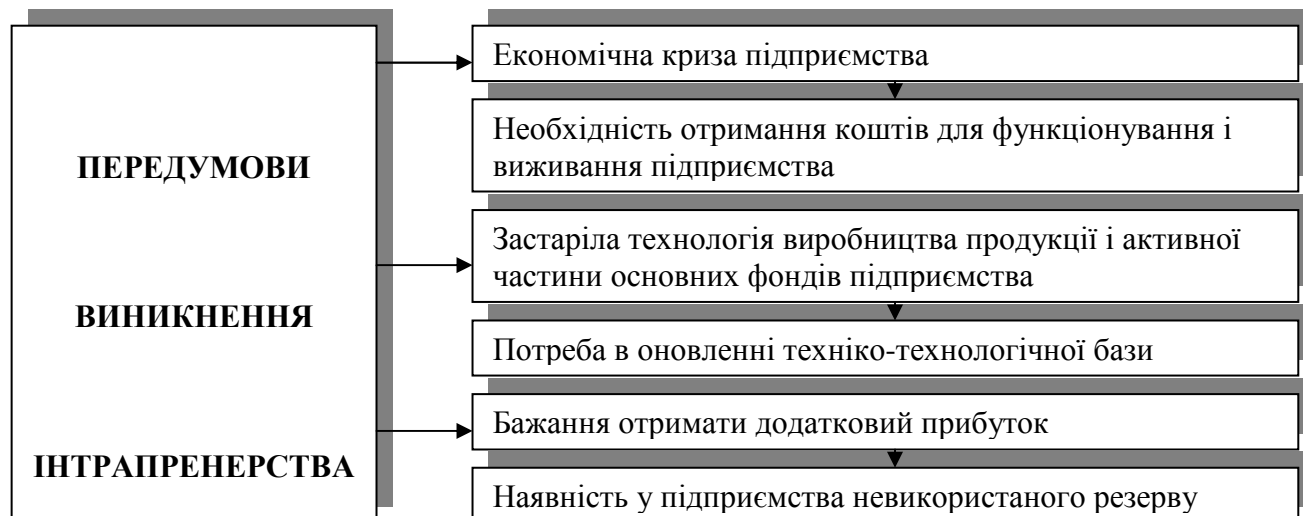 ПЕРЕДУМОВИ
ВИНИКНЕННЯ
ІНТРАПРЕНЕРСТВА
Економічна криза підприємства
Необхідність отримання коштів для функціонування і
виживання підприємства
Застаріла технологія виробництва продукції і активної
частини основних фондів підприємства
Потреба в оновленні техніко-технологічної бази
Бажання отримати додатковий прибуток
Наявність у підприємства невикористаного резерву